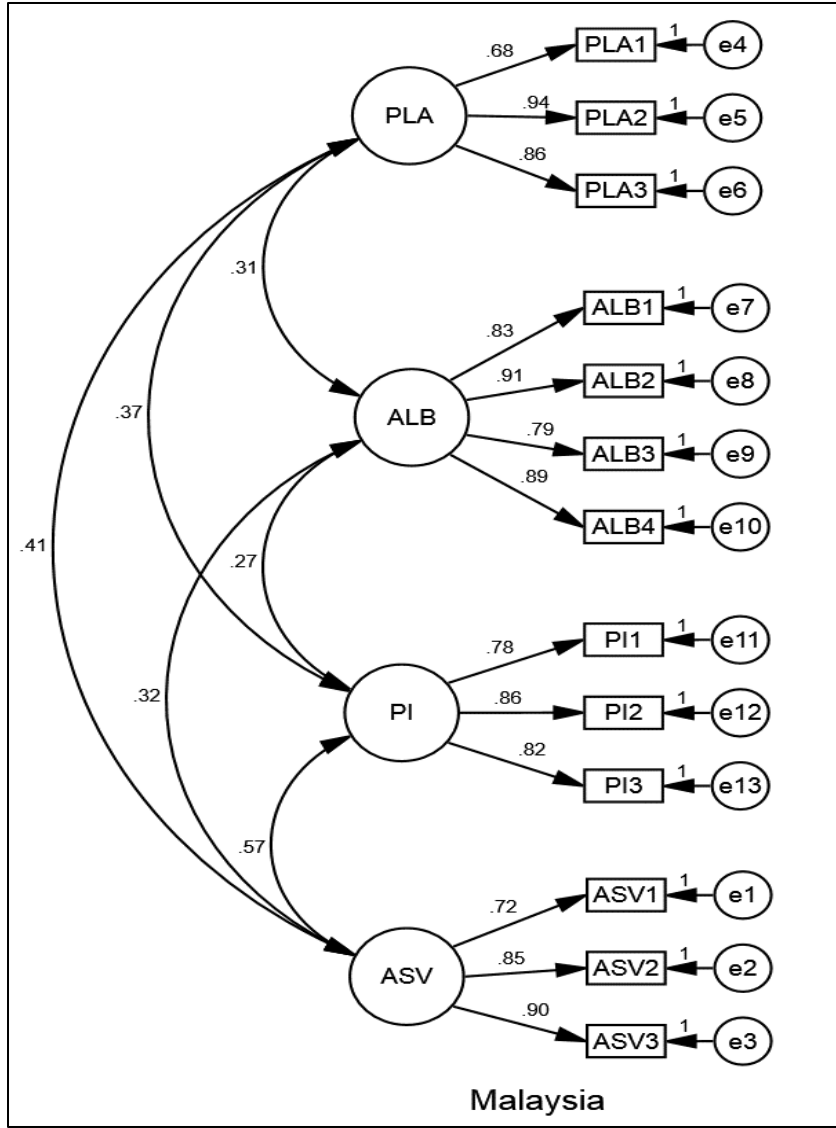 1
.68 PLA1 e4
PLA .94 PLA2 1 e5
.86 PLA3 1 e6
.31
.83 ALB1 1 e7
.91 ALB2 1 e8
ALB .79 ALB3 1 e9
.37
.89 ALB4 1 e10
.41
.27
.78 PI1 1 e11
.32
PI .86 PI2 1 e12
.82 PI3 1 e13
.57
.72 ASV1 1 e1
ASV .85 ASV2 1 e2
.90 ASV3 1 e3
Malaysia